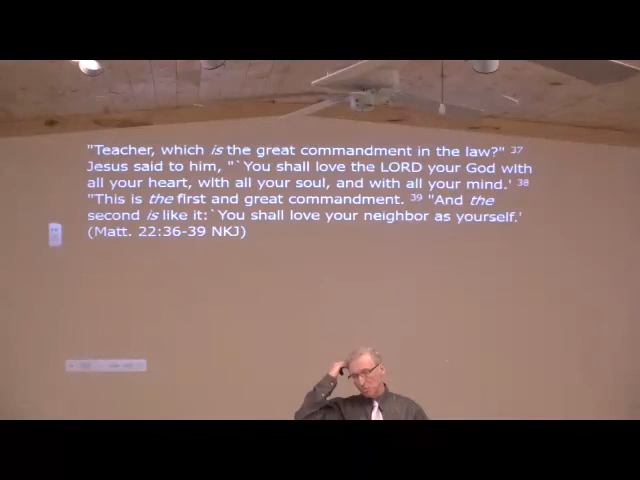 "Teacher, which is the great commandment in the law?" 37
Jesus said to him, "`You shall love the LORD your God with
all your heart, with all your soul, and with all your mind.' 38
"This is the first and great commandment. 39 "And the
second is like it:`You shall love your neighbor as yourself.'
(Matt. 22:36-39 NKJ)